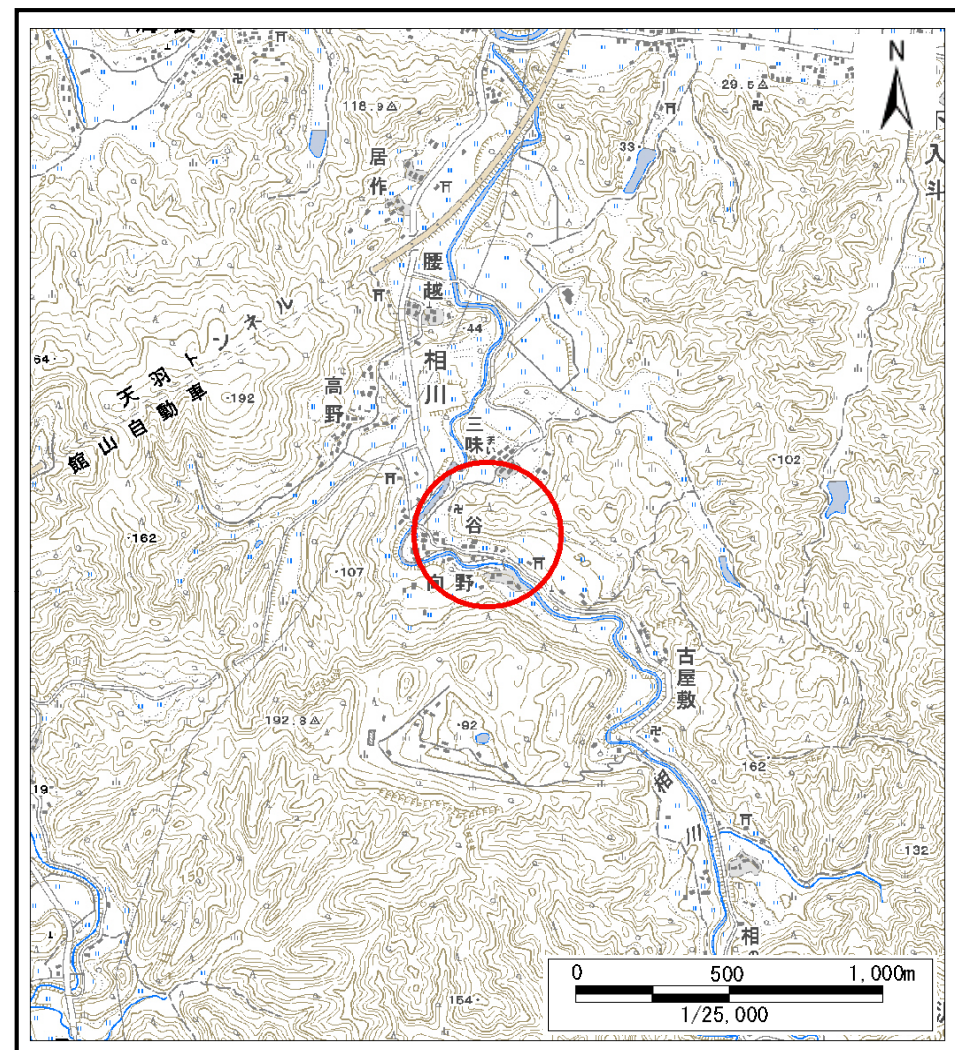 N
118.9
29.5
入斗
居作
33
腰越
44
天羽トンネル
64
相川
館山自動車
192
高野
三味
まい
102
162
谷
107
向野
古屋敷
192.8
92
162
19
相川
132
150
相
154
0 500 1,000m
1/25,000